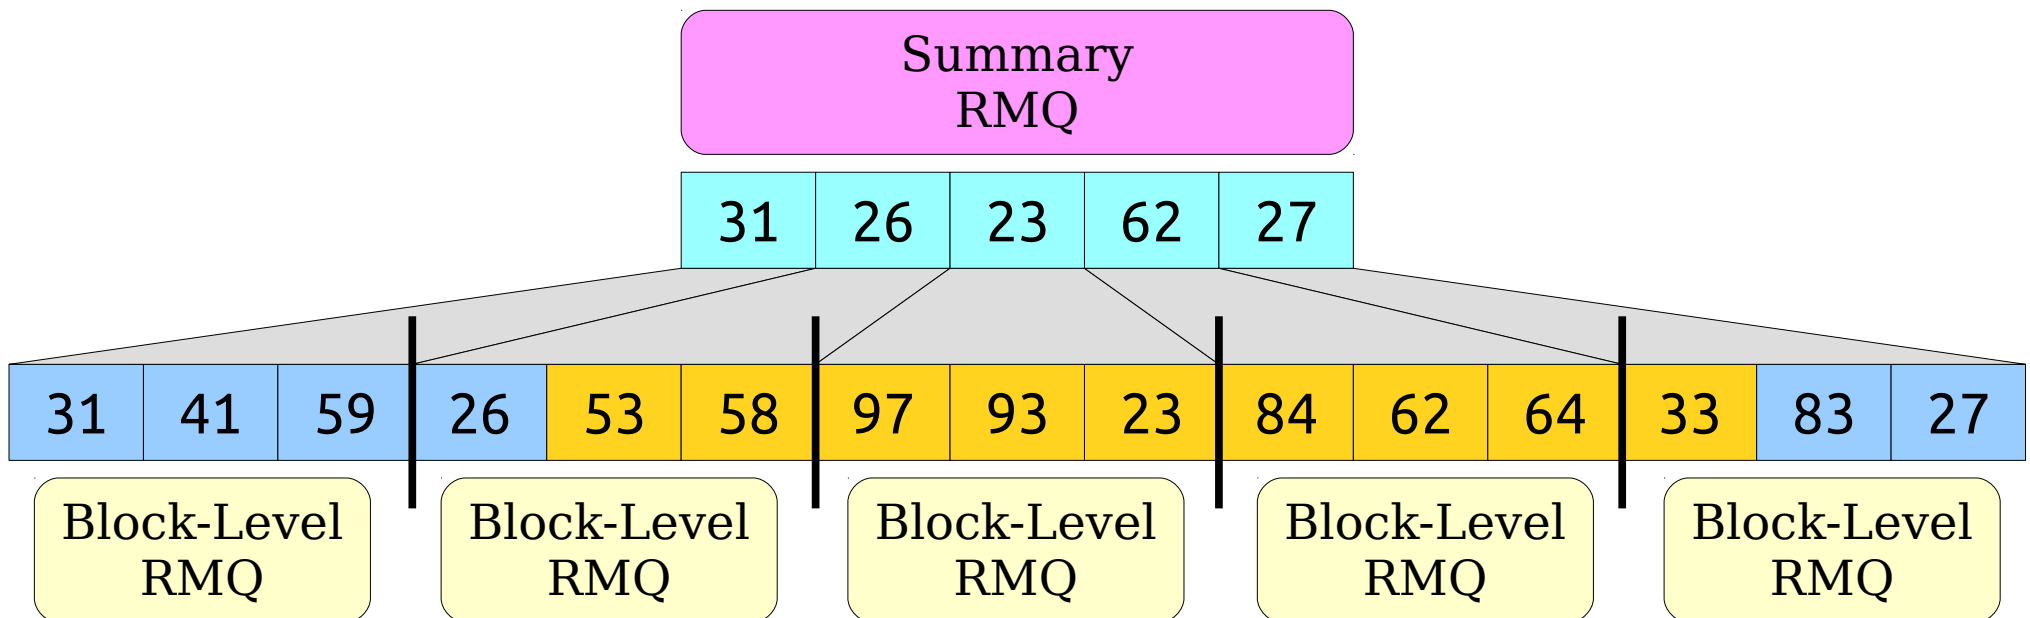 Summary
RMQ
31 26 23 62 27
31 41 59 26 53 58 97 93 23 84 62 64 33 83 27
Block-Level Block-Level Block-Level Block-Level Block-Level
RMQ RMQ RMQ RMQ RMQ